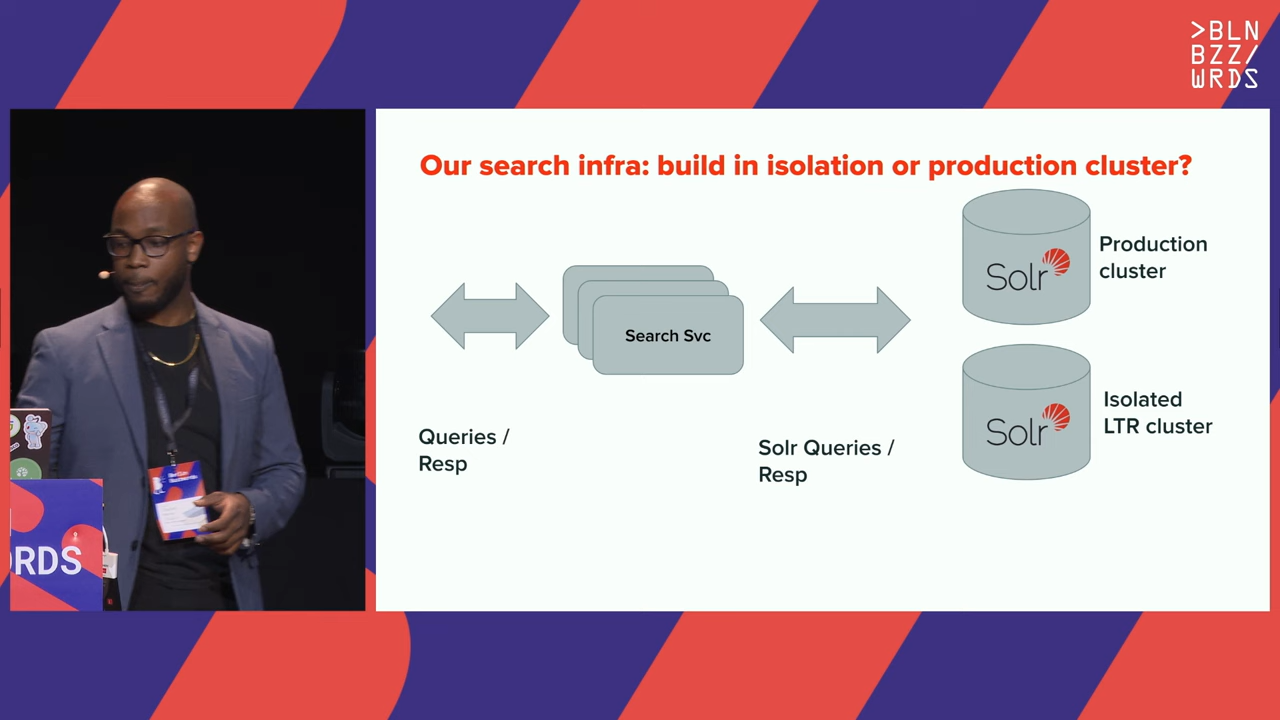 >BLN
BZZ/
WRDS
Our search infra: build in isolation or production cluster?
Solr
Production
cluster
Search Svc
Solr
Isolated
LTR cluster
Queries /
Resp
Solr Queries /
Resp
RDS